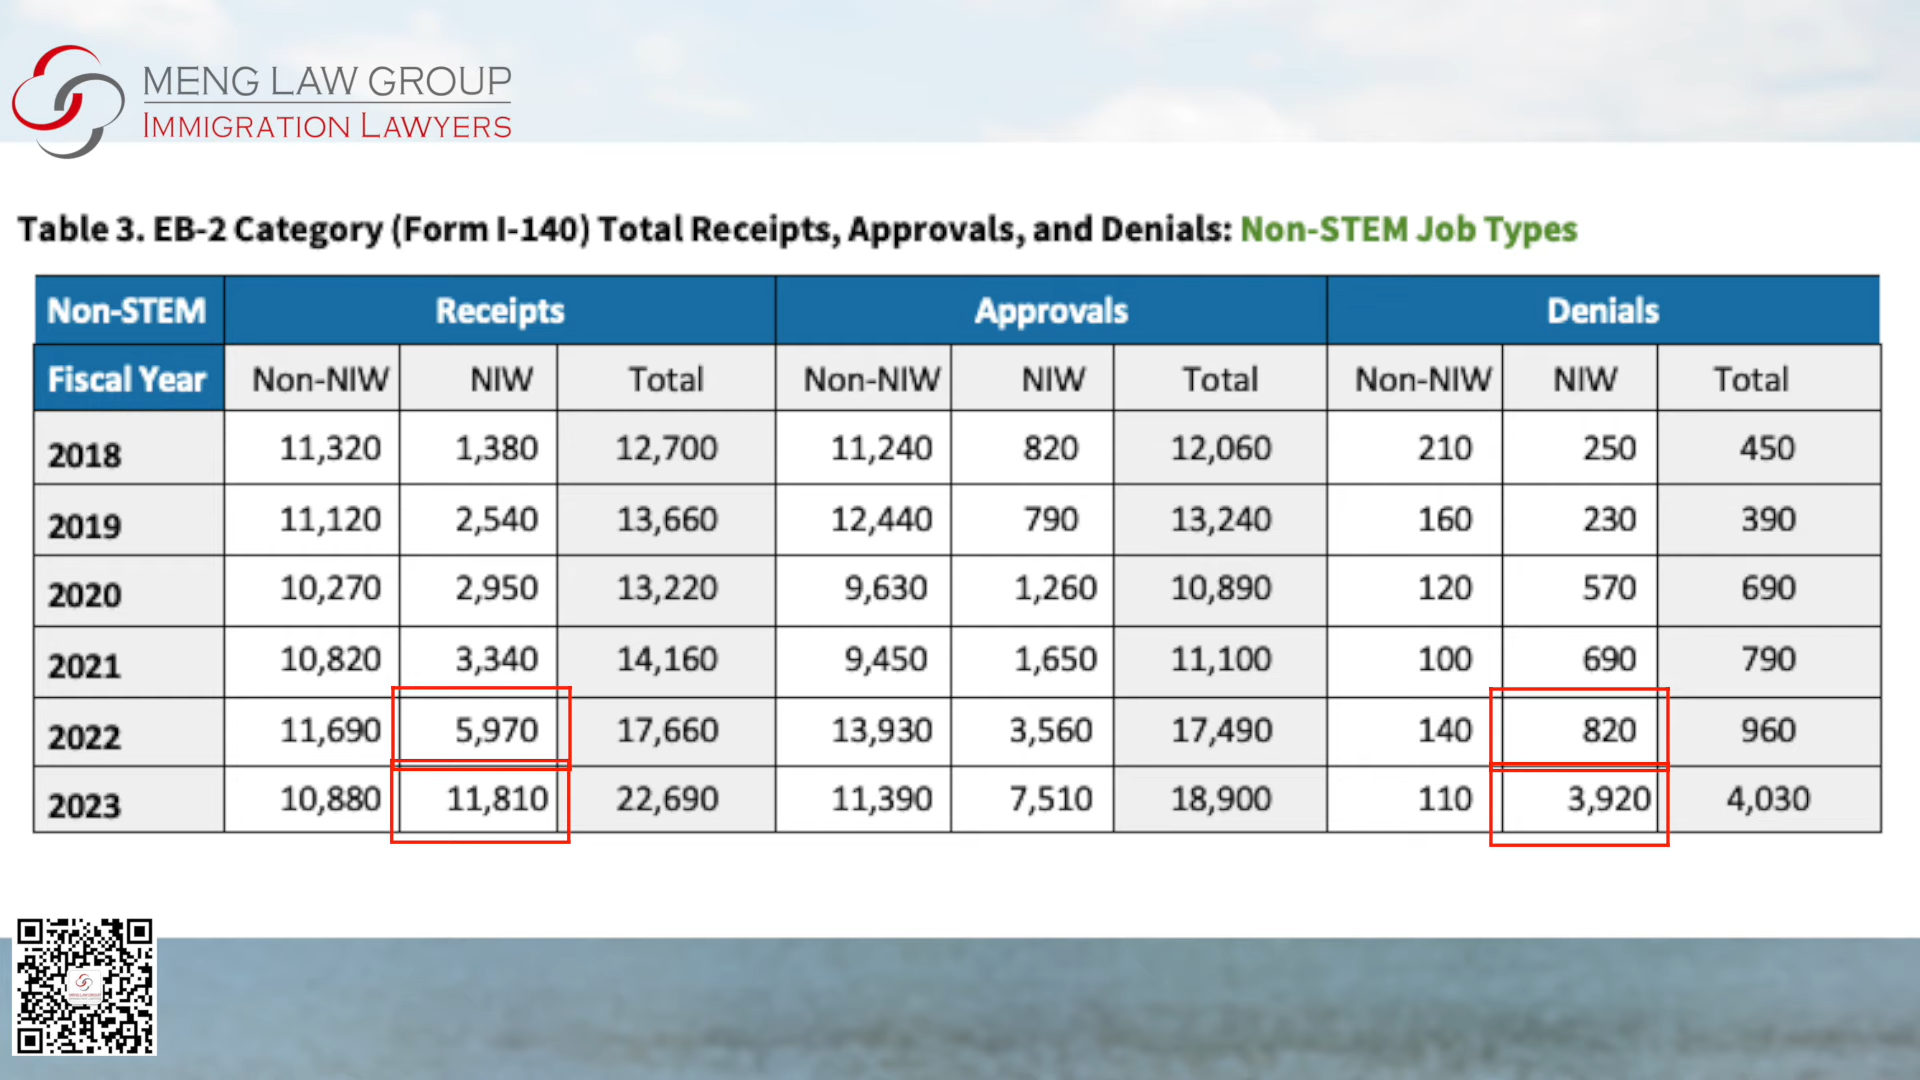 MENG LAW GROUP
IMMIGRATION LAWYERS
Table 3. EB-2 Category (Form I-140) Total Receipts, Approvals, and Denials: Non-STEM Job Types
Non-STEM Receipts Approvals Denials
Fiscal Year Non-NIW NIW Total Non-NIW NIW Total Non-NIW NIW Total
2018 11,320 1,380 12,700 11,240 820 12,060 210 250 450
2019 11,120 2,540 13,660 12,440 790 13,240 160 230 390
2020 10,270 2,950 13,220 9,630 1,260 10,890 120 570 690
2021 10,820 3,340 14,160 9,450 1,650 11,100 100 690 790
2022 11,690 5,970 17,660 13,930 3,560 17,490 140 820 960
2023 10,880 11,810 22,690 11,390 7,510 18,900 110 3,920 4,030